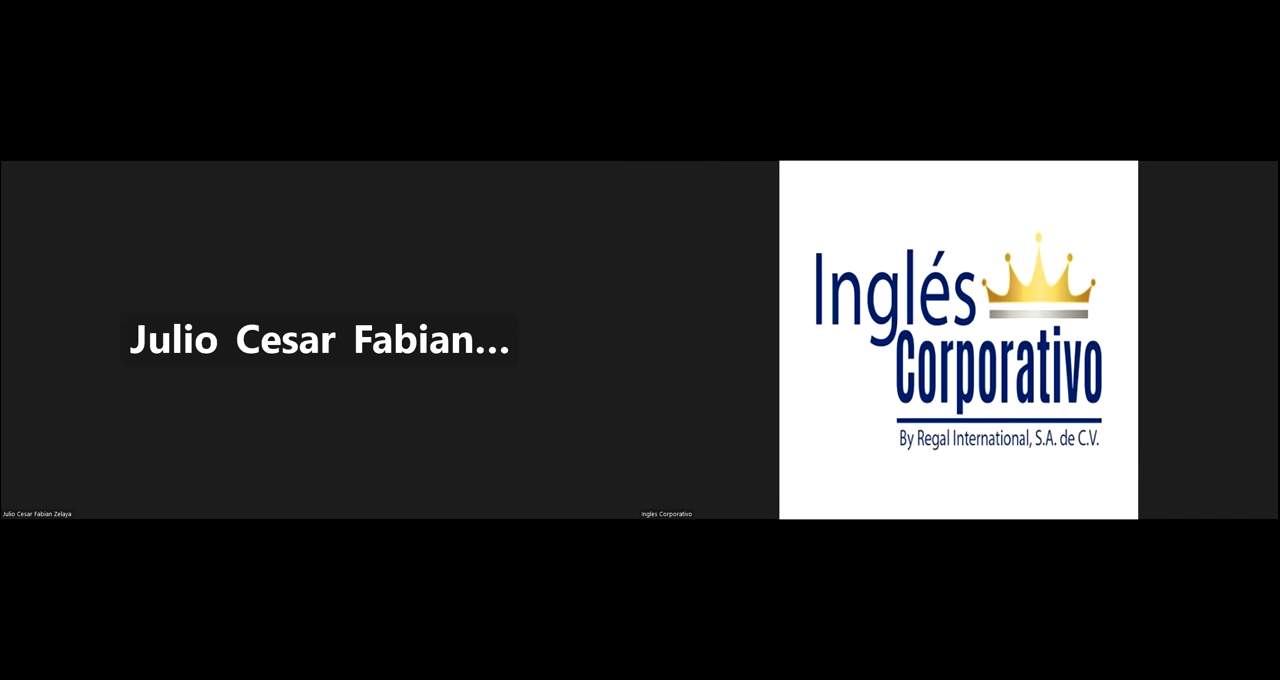 Julio Cesar Fabian...
Julio Cesar Fabian Zelaya
Inglés
Corporativo
By Regal International, S.A. de C.V.
Ingles Corporativo